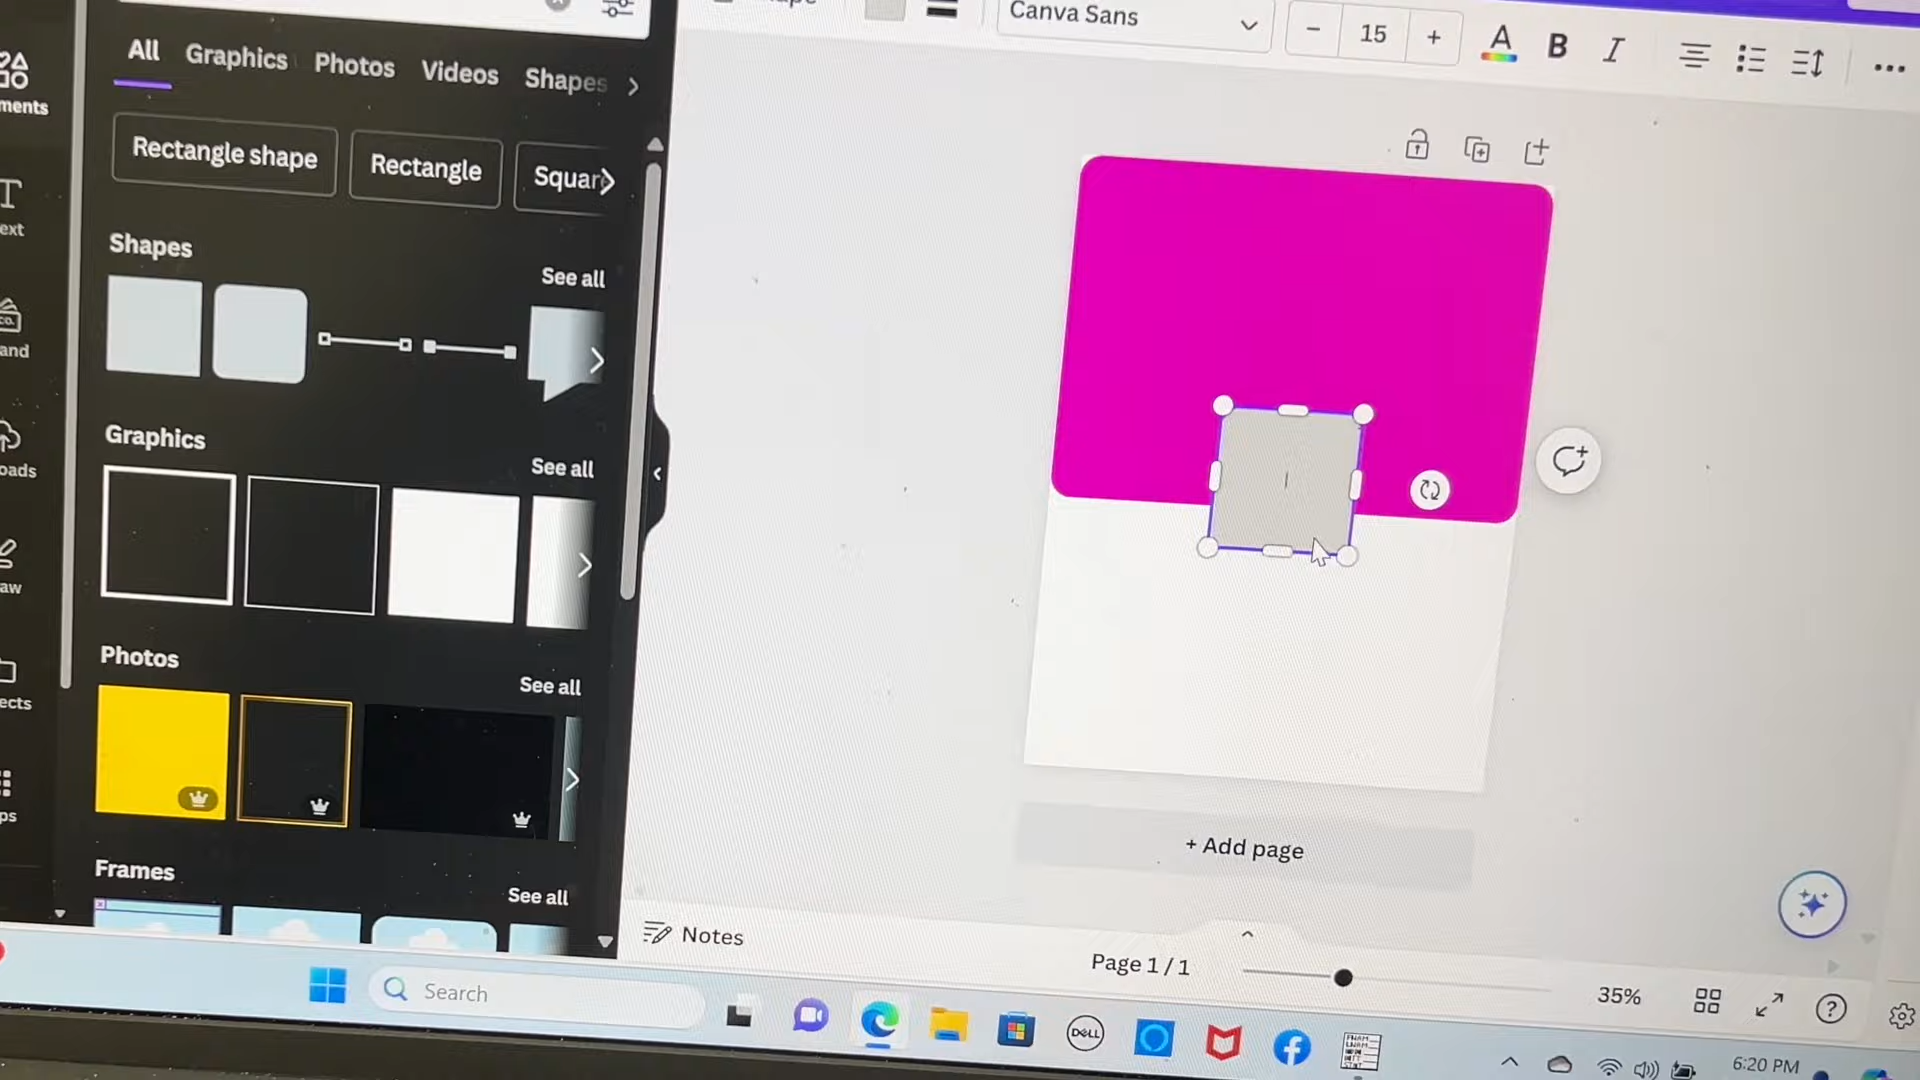 Canva Sans
15
A B I
All Graphics Photos Videos Shapes
ments
Rectangle shape
Rectangle
Square
T
ext
Shapes
See all
CO.
and
Graphics
See all
oads
aw
Photos
See all
ects
ps
Frames
See all
+ Add page
Notes
Page 1 / 1
35%
?
Search
DELL
6:20 PM